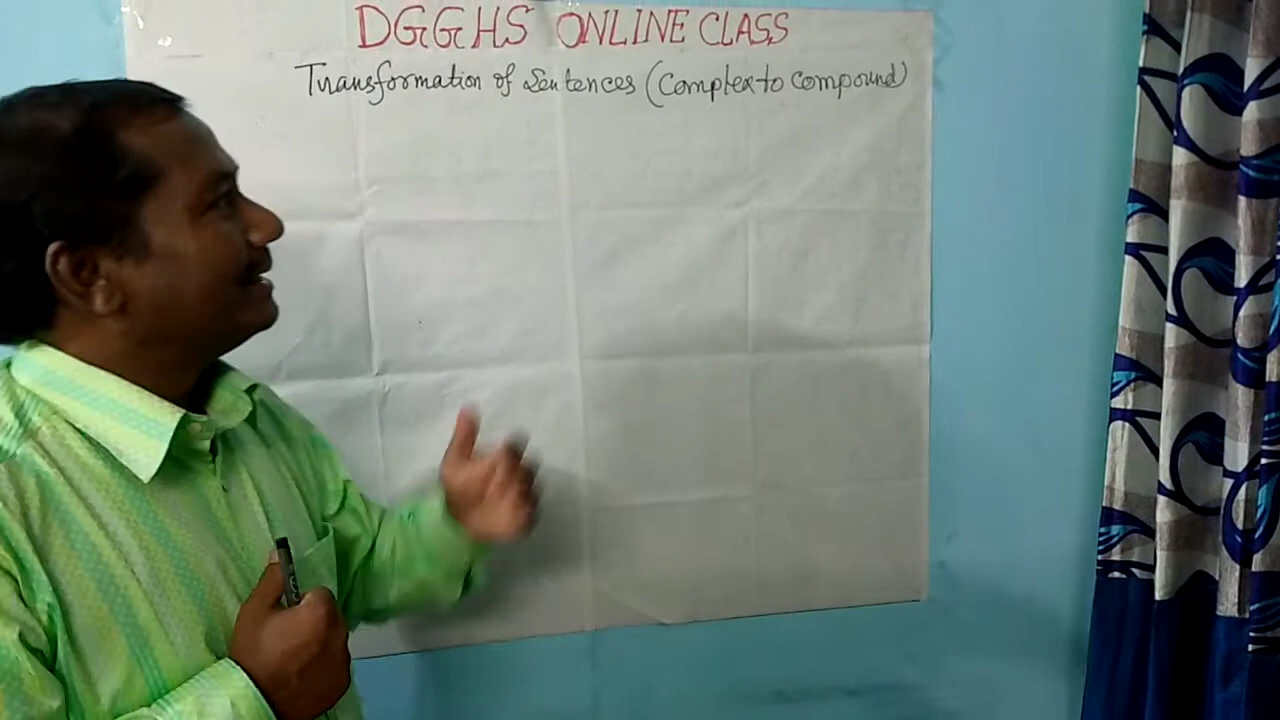 DGGHS ONLINE CLASS
Transformation of Sentences (Complex to compound)